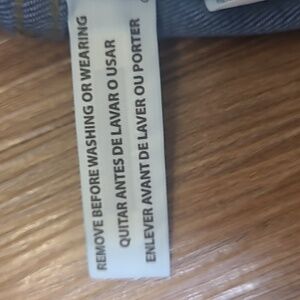 REMOVE BEFORE WASHING OR WEARING
QUITAR ANTES DE LAVAR O USAR
ENLEVER AVANT DE LAVER OU PORTER